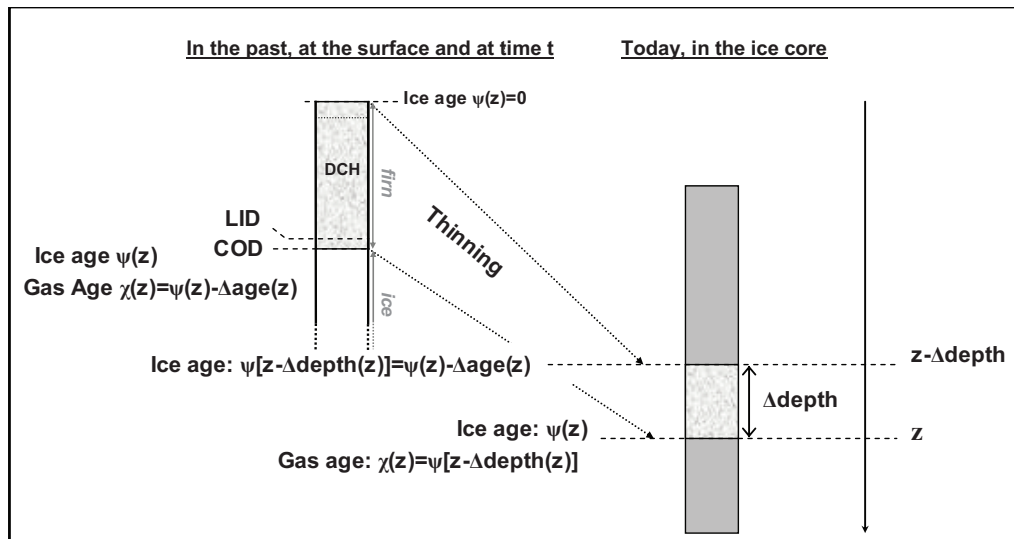 In the past, at the surface and at time t
Today, in the ice core
Ice age ψ(z)=0
DCH
firn
Thinning
LID
COD
Ice age ψ(z)
Gas Age χ(z)=ψ(z)-Δage(z)
ice
Ice age: ψ[z-Δdepth(z)]=ψ(z)-Δage(z)
z-Δdepth
Δdepth
Ice age: ψ(z)
z
Gas age: χ(z)=ψ[z-Δdepth(z)]